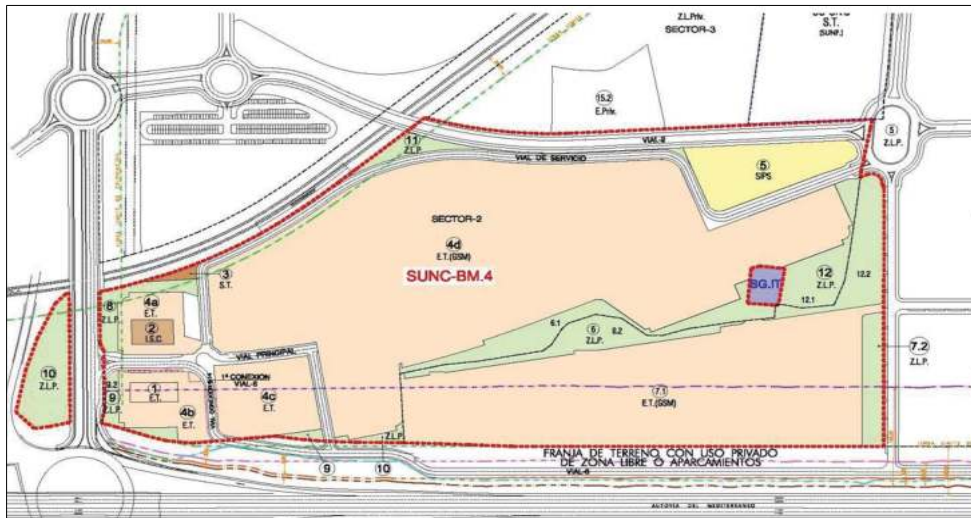 Z.L.Priv.
SECTOR-3
S.T.
(SUNP.)
15.2
E.Priv.
5
Z.L.P.
11
Z.L.P.
VIAL DE SERVICIO
5
SIPS
SECTOR-2
4d
E.T.(GSM)
SUNC-BM.4
3
S.T.
SG.IT
12
Z.L.P.
12.2
12.1
8
Z.L.P.
4a
E.T.
2
I.S.C
6.1
6
6.2
Z.L.P.
7.2
Z.L.P.
10
Z.L.P.
VIAL PRINCIPAL
1ª CONEXION
VIAL-6
9.2
9
Z.L.P.
1
E.T.
4b
E.T.
4c
E.T.
7.1
E.T.(GSM)
Z.L.P.
9
10
FRANJA DE TERRENO CON USO PRIVADO
DE ZONA LIBRE O APARCAMIENTOS
VIAL-6
AUTOVIA DEL MEDITERRANEO